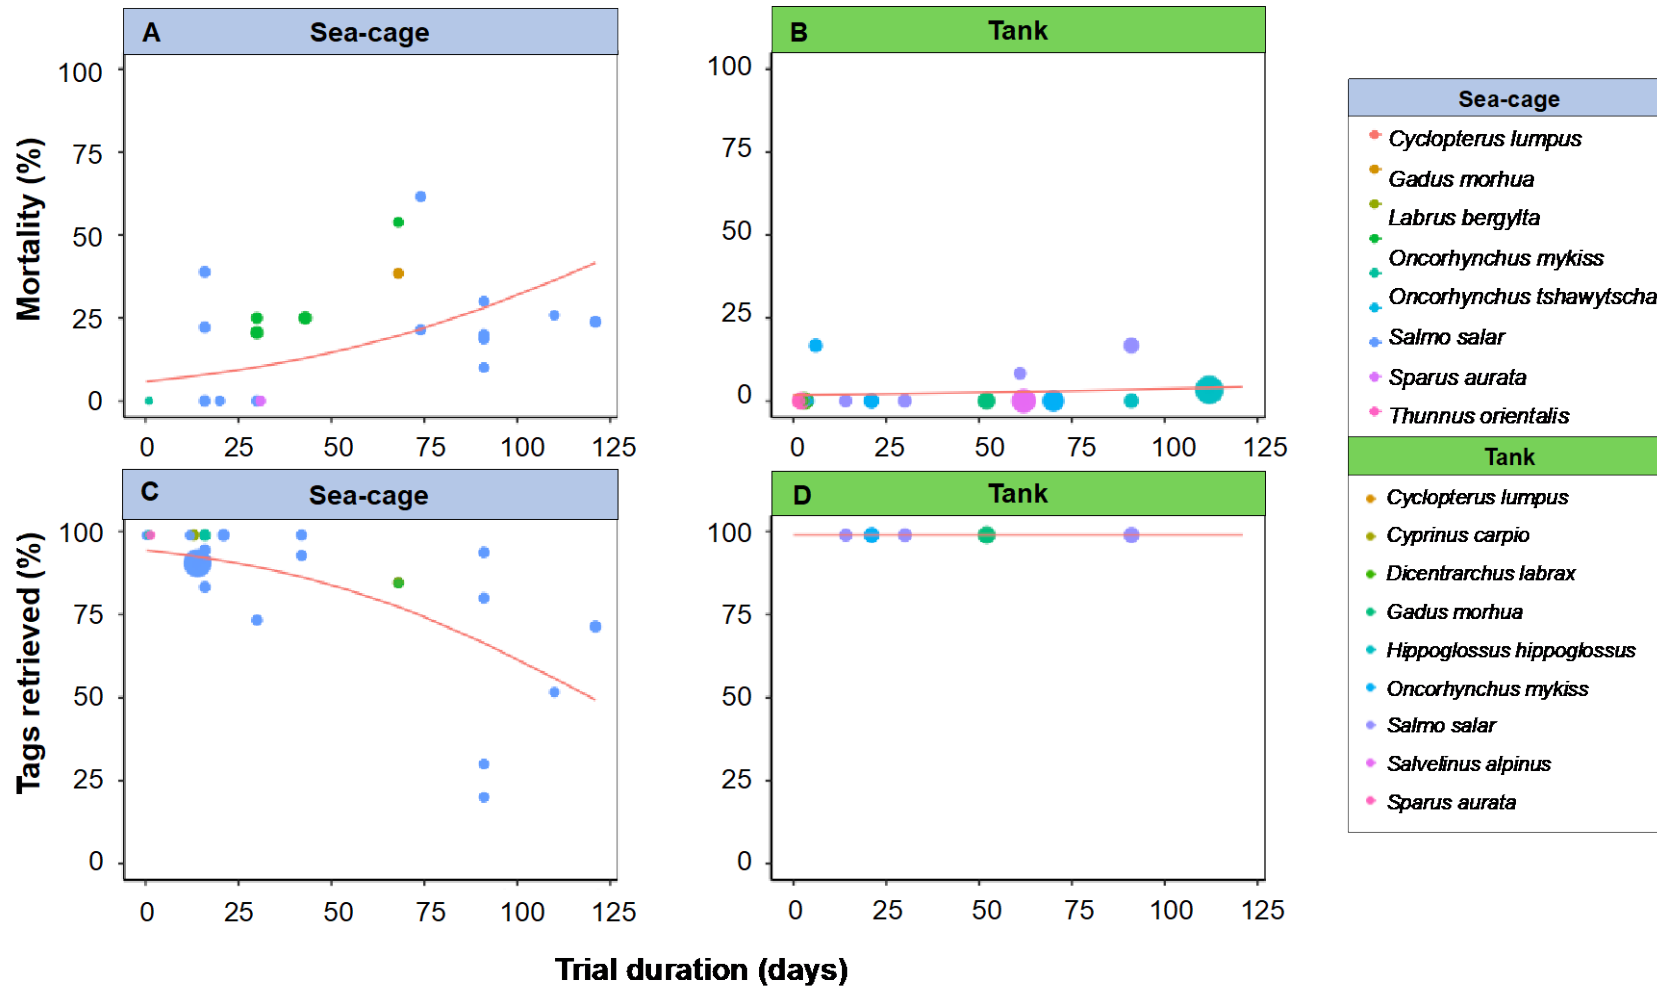 A Sea-cage
B Tank
Mortality (%)
100
75
50
25
0
100
75
50
25
0
0 25 50 75 100 125
0 25 50 75 100 125
C Sea-cage
D Tank
Tags retrieved (%)
100
75
50
25
0
100
75
50
25
0
0 25 50 75 100 125
0 25 50 75 100 125
Trial duration (days)
Sea-cage
Cyclopterus lumpus
Gadus morhua
Labrus bergylta
Oncorhynchus mykiss
Oncorhynchus tshawytscha
Salmo salar
Sparus aurata
Thunnus orientalis
Tank
Cyclopterus lumpus
Cyprinus carpio
Dicentrarchus labrax
Gadus morhua
Hippoglossus hippoglossus
Oncorhynchus mykiss
Salmo salar
Salvelinus alpinus
Sparus aurata